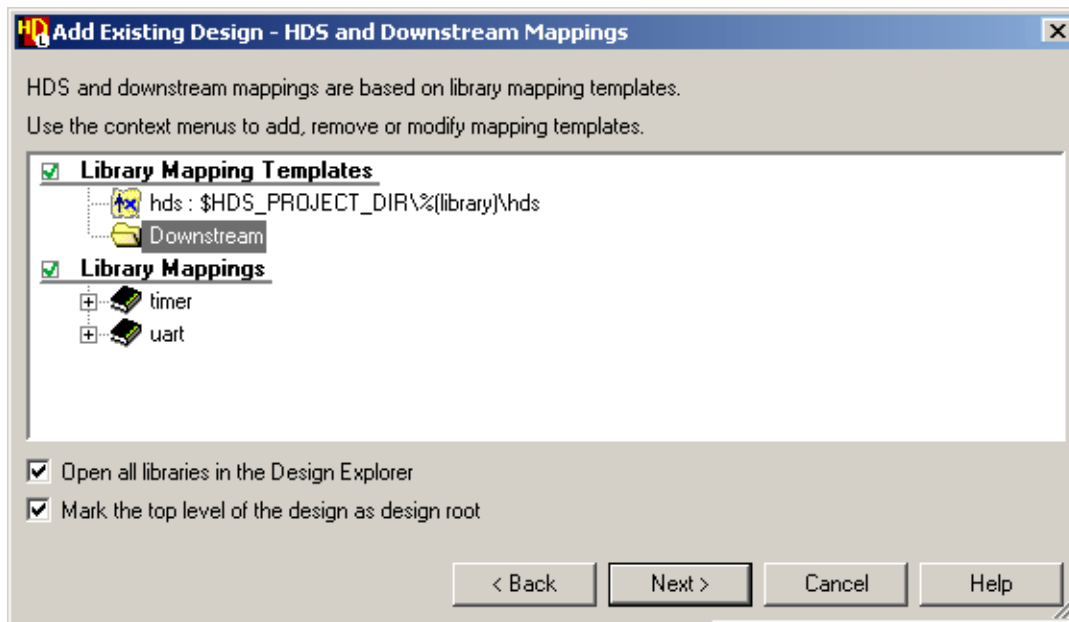 Add Existing Design - HDS and Downstream Mappings
HDS and downstream mappings are based on library mapping templates.
Use the context menus to add, remove or modify mapping templates.
Library Mapping Templates
hds : $HDS_PROJECT_DIR\%(library)\hds
Downstream
Library Mappings
timer
uart
Open all libraries in the Design Explorer
Mark the top level of the design as design root
< Back Next > Cancel Help